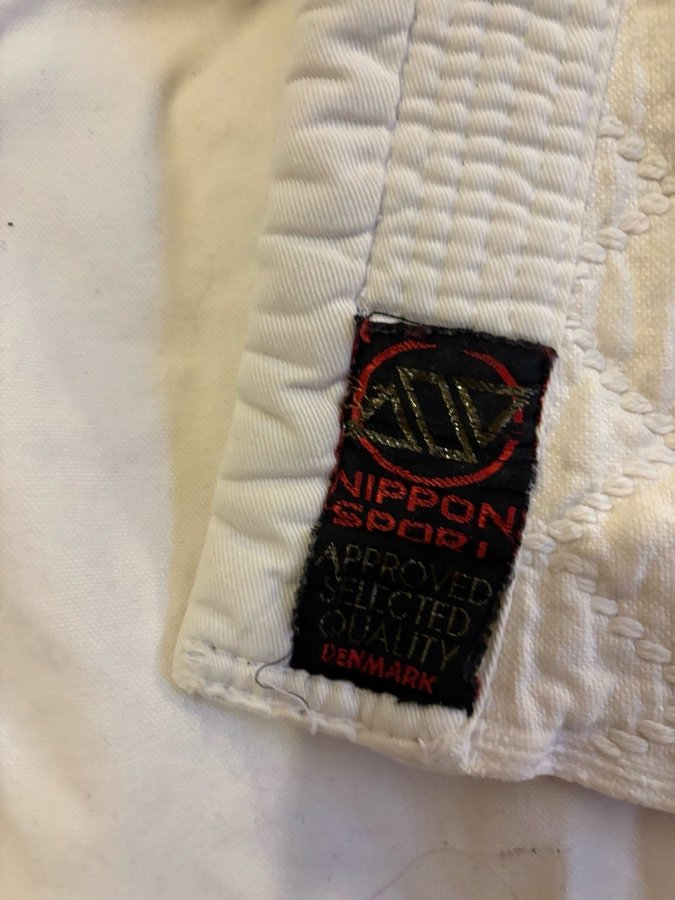 NIPPON
SPORT
APPROVED
SELECTED
QUALITY
DENMARK